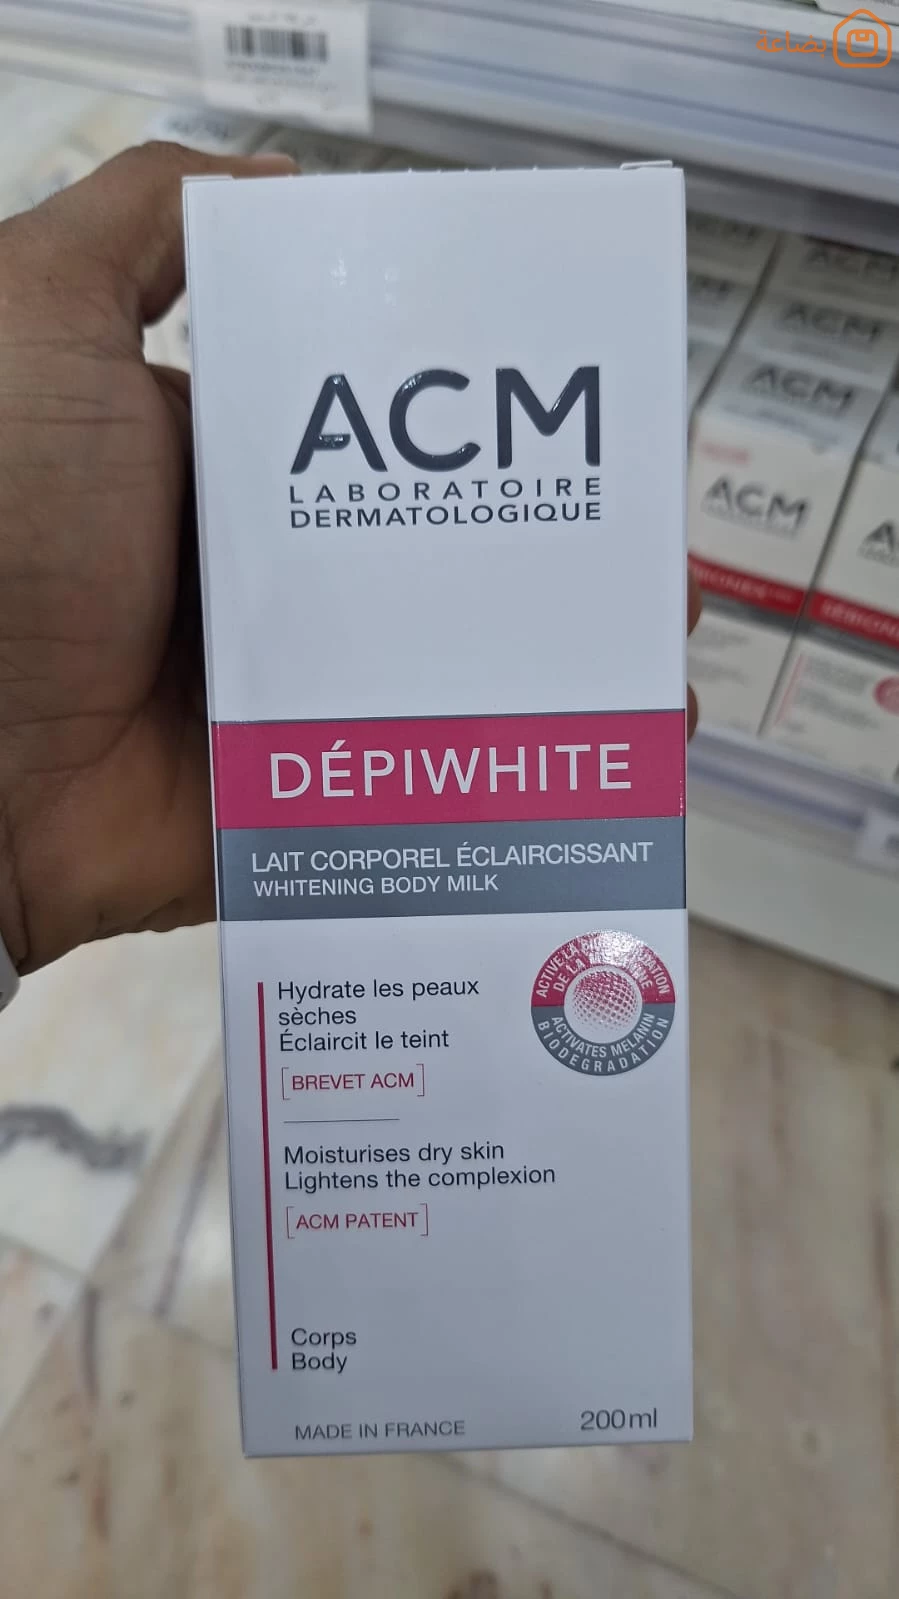 بضاعة
ACM
LABORATOIRE
DERMATOLOGIQUE
DÉPIWHITE
LAIT CORPOREL ÉCLAIRCISSANT
WHITENING BODY MILK
Hydrate les peaux
sèches
Éclaircit le teint
[BREVET ACM]
ACTIVATES MELANIN
BIODEGRADATION
Moisturises dry skin
Lightens the complexion
[ACM PATENT]
Corps
Body
MADE IN FRANCE
200ml
ACM
ACM
ACM
ACM